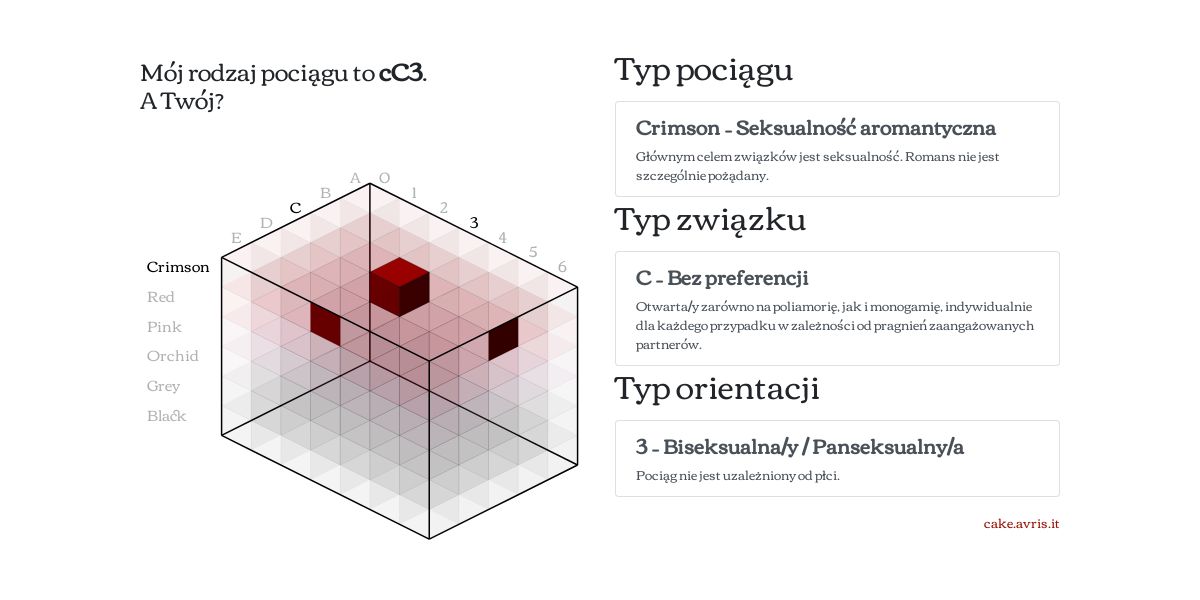 Mój rodzaj pociągu to cC3.
A Twój?
A
O
B
1
C
2
D
3
E
4
5
6
Crimson
Red
Pink
Orchid
Grey
Black
Typ pociągu
Crimson - Seksualność aromantyczna
Głównym celem związków jest seksualność. Romans nie jest
szczególnie pożądany.
Typ związku
C - Bez preferencji
Otwarta/y zarówno na poliamorię, jak i monogamię, indywidualnie
dla każdego przypadku w zależności od pragnień zaangażowanych
partnerów.
Typ orientacji
3 - Biseksualna/y / Panseksualny/a
Pociąg nie jest uzależniony od płci.
cake.avris.it